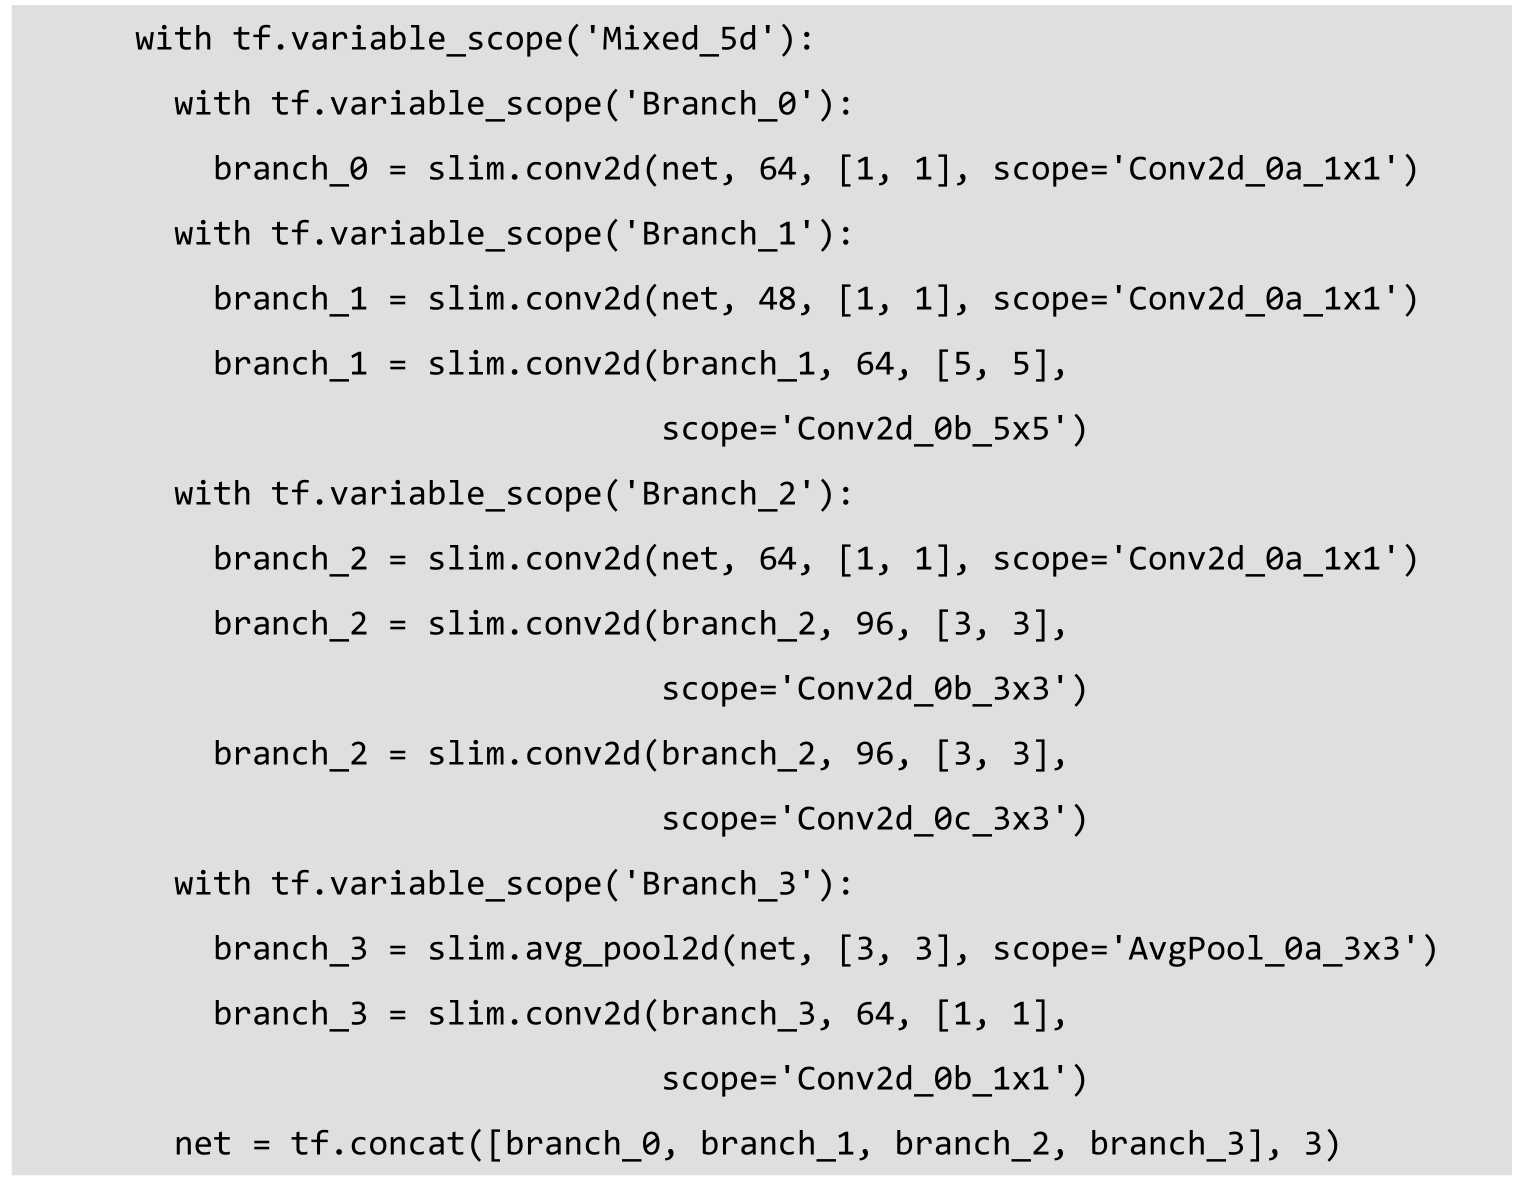 with tf.variable_scope('Mixed_5d'):
  with tf.variable_scope('Branch_0'):
    branch_0 = slim.conv2d(net, 64, [1, 1], scope='Conv2d_0a_1x1')
  with tf.variable_scope('Branch_1'):
    branch_1 = slim.conv2d(net, 48, [1, 1], scope='Conv2d_0a_1x1')
    branch_1 = slim.conv2d(branch_1, 64, [5, 5],
                           scope='Conv2d_0b_5x5')
  with tf.variable_scope('Branch_2'):
    branch_2 = slim.conv2d(net, 64, [1, 1], scope='Conv2d_0a_1x1')
    branch_2 = slim.conv2d(branch_2, 96, [3, 3],
                           scope='Conv2d_0b_3x3')
    branch_2 = slim.conv2d(branch_2, 96, [3, 3],
                           scope='Conv2d_0c_3x3')
  with tf.variable_scope('Branch_3'):
    branch_3 = slim.avg_pool2d(net, [3, 3], scope='AvgPool_0a_3x3')
    branch_3 = slim.conv2d(branch_3, 64, [1, 1],
                           scope='Conv2d_0b_1x1')
  net = tf.concat([branch_0, branch_1, branch_2, branch_3], 3)